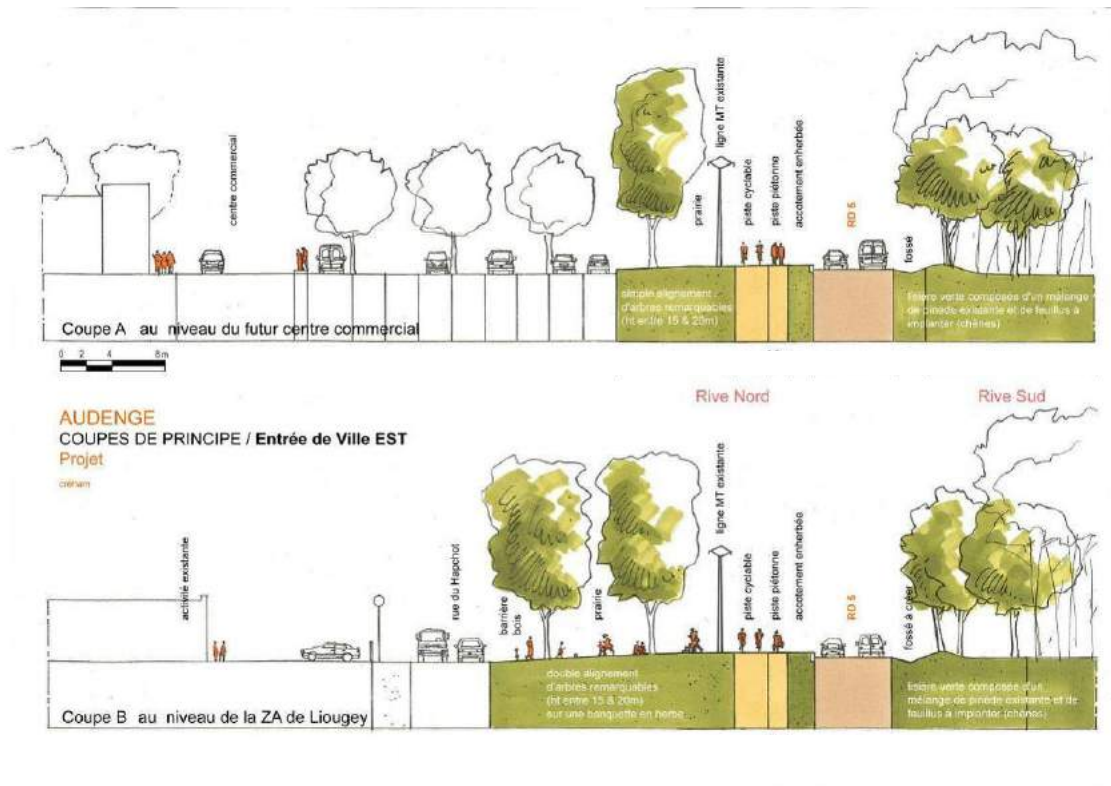 centre commercial
prairie
ligne MT existante
piste cyclable
piste piétonne
accotement enherbée
RD 5
fossé
simple alignement
d'arbres remarquables
(ht entre 15 & 20m)
lisière verte composée d'un mélange
de pinède existante et de feuillus à
implanter (chênes)
Coupe A au niveau du futur centre commercial
0 2 4 8m
Rive Nord
Rive Sud
AUDENGE
COUPES DE PRINCIPE / Entrée de Ville EST
Projet
créham
activité existante
rue du Hapchot
barrière
bois
prairie
ligne MT existante
piste cyclable
piste piétonne
accotement enherbée
RD 5
fossé à créer
double alignement
d'arbres remarquables
(ht entre 15 & 20m)
sur une banquette en herbe
lisière verte composée d'un
mélange de pinède existante et de
feuillus à implanter (chênes)
Coupe B au niveau de la ZA de Liougey